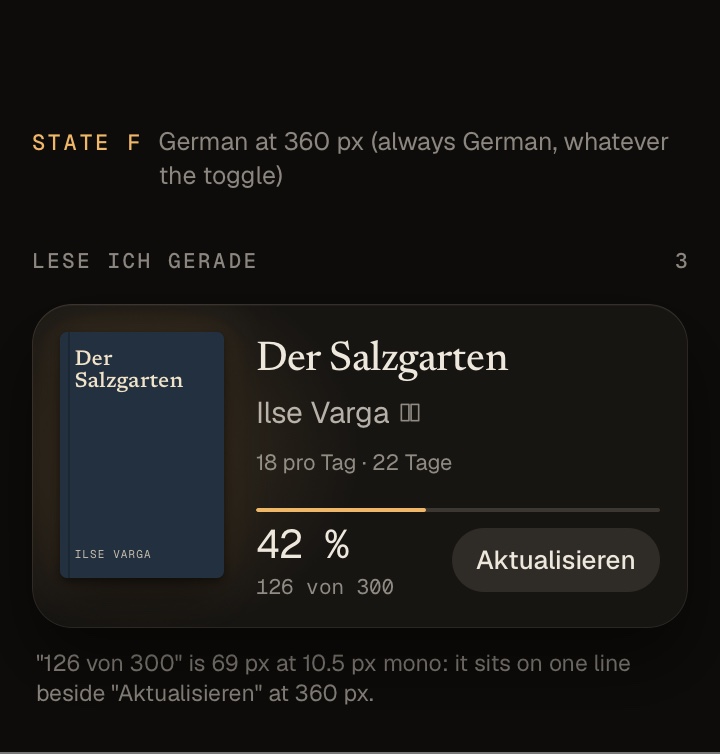 STATE F German at 360 px (always German, whatever
the toggle)
LESE ICH GERADE 3
Der
Salzgarten
ILSE VARGA
Der Salzgarten
Ilse Varga
18 pro Tag · 22 Tage
42 %
126 von 300
Aktualisieren
"126 von 300" is 69 px at 10.5 px mono: it sits on one line
beside "Aktualisieren" at 360 px.